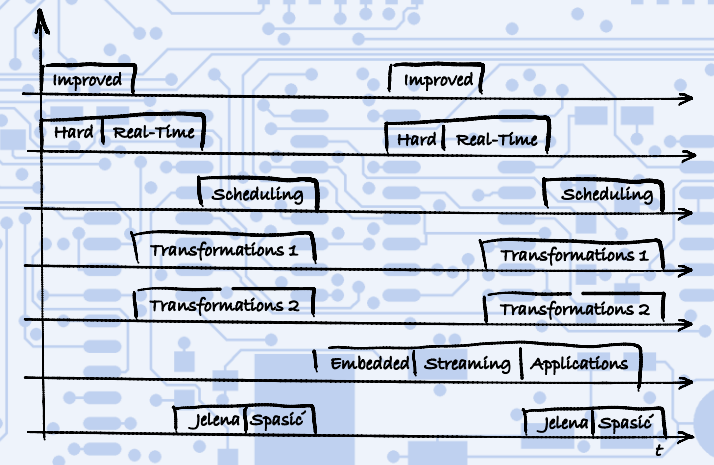 Improved Improved
Hard Real-Time Hard Real-Time
Scheduling Scheduling
Transformations 1 Transformations 1
Transformations 2 Transformations 2
Embedded Streaming Applications
Jelena Spasić Jelena Spasić
t